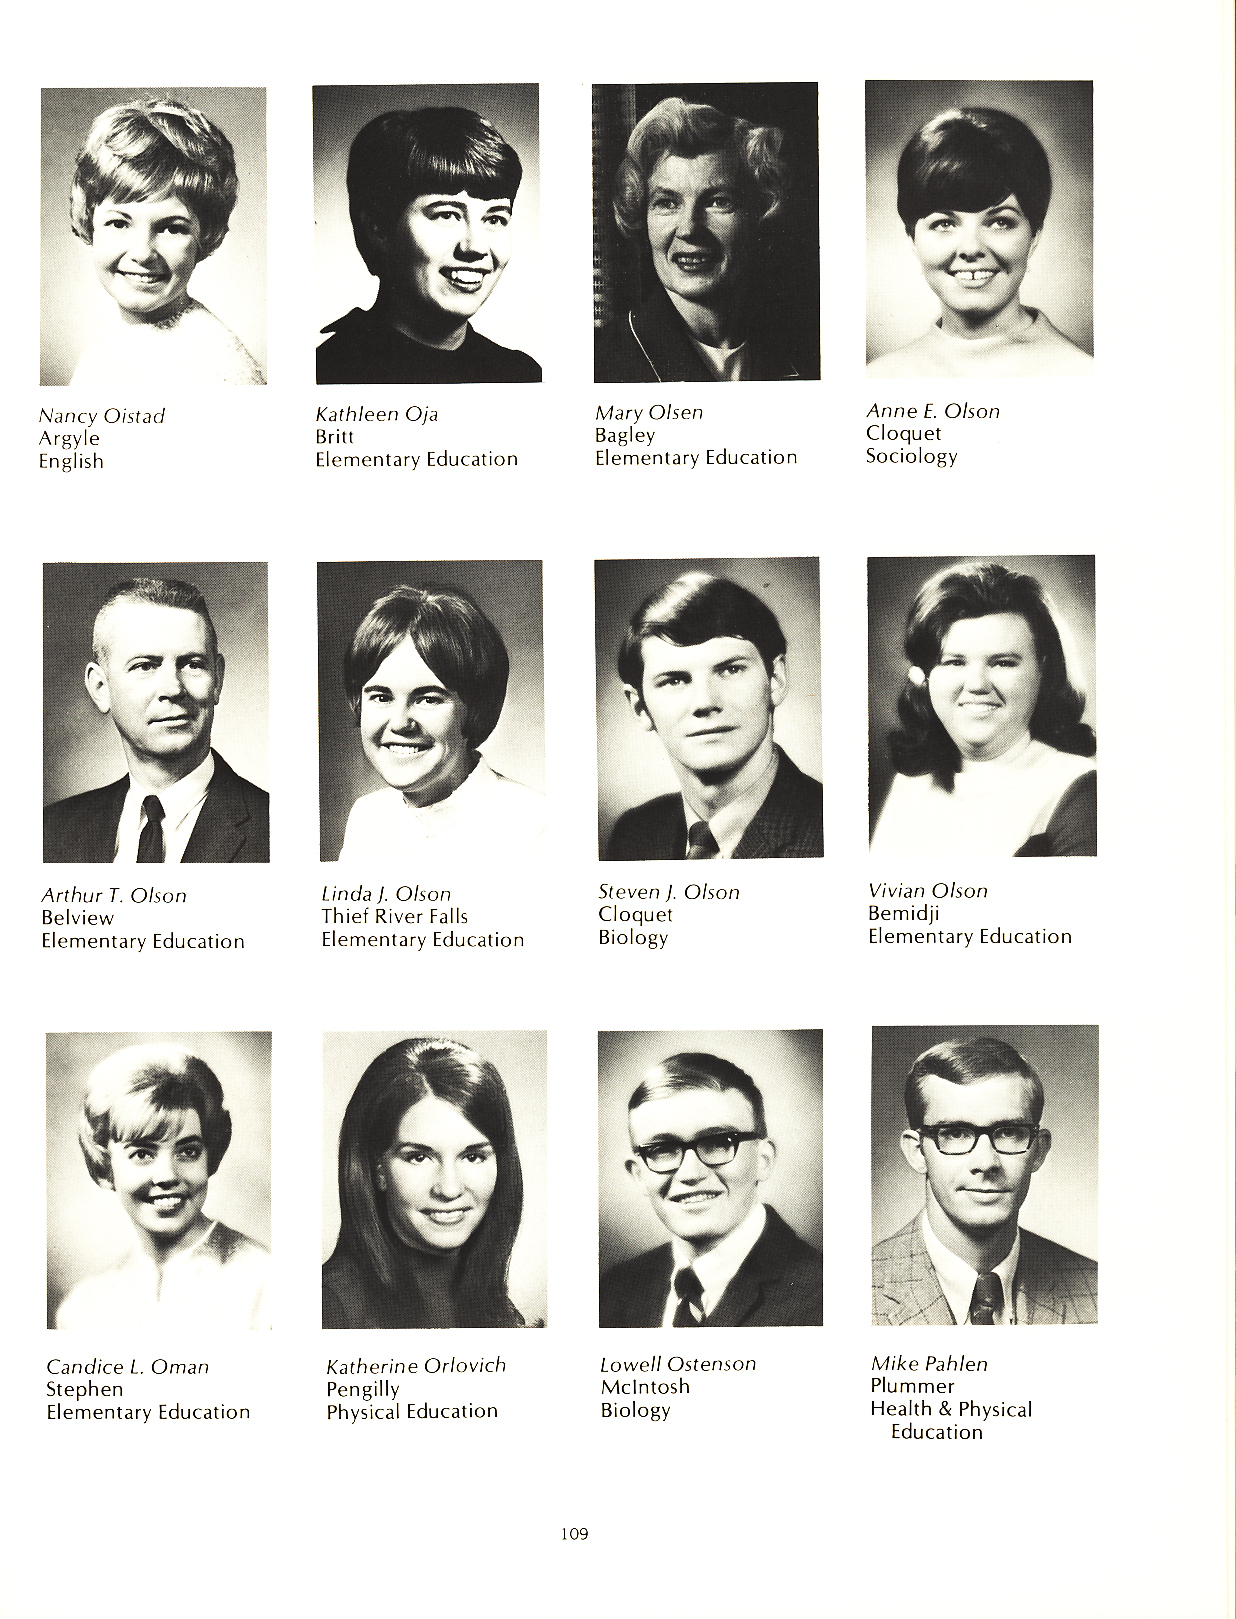 Nancy Oistad
Argyle
English
Kathleen Oja
Britt
Elementary Education
Mary Olsen
Bagley
Elementary Education
Anne E. Olson
Cloquet
Sociology
Arthur T. Olson
Belview
Elementary Education
Linda J. Olson
Thief River Falls
Elementary Education
Steven J. Olson
Cloquet
Biology
Vivian Olson
Bemidji
Elementary Education
Candice L. Oman
Stephen
Elementary Education
Katherine Orlovich
Pengilly
Physical Education
Lowell Ostenson
McIntosh
Biology
Mike Pahlen
Plummer
Health & Physical
Education
109